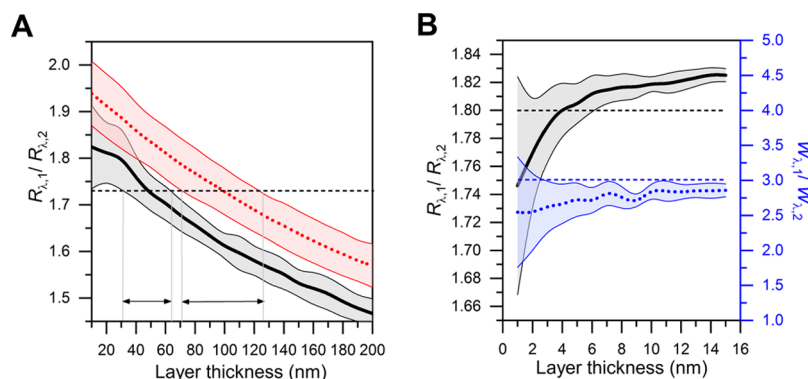 A
R_λ,1 / R_λ,2
2.0
1.9
1.8
1.7
1.6
1.5
20 40 60 80 100 120 140 160 180 200
Layer thickness (nm)
B
R_λ,1 / R_λ,2
1.84
1.82
1.80
1.78
1.76
1.74
1.72
1.70
1.68
1.66
0 2 4 6 8 10 12 14 16
Layer thickness (nm)
5.0
4.5
4.0
3.5
3.0
2.5
2.0
1.5
1.0
W_λ,1 / W_λ,2